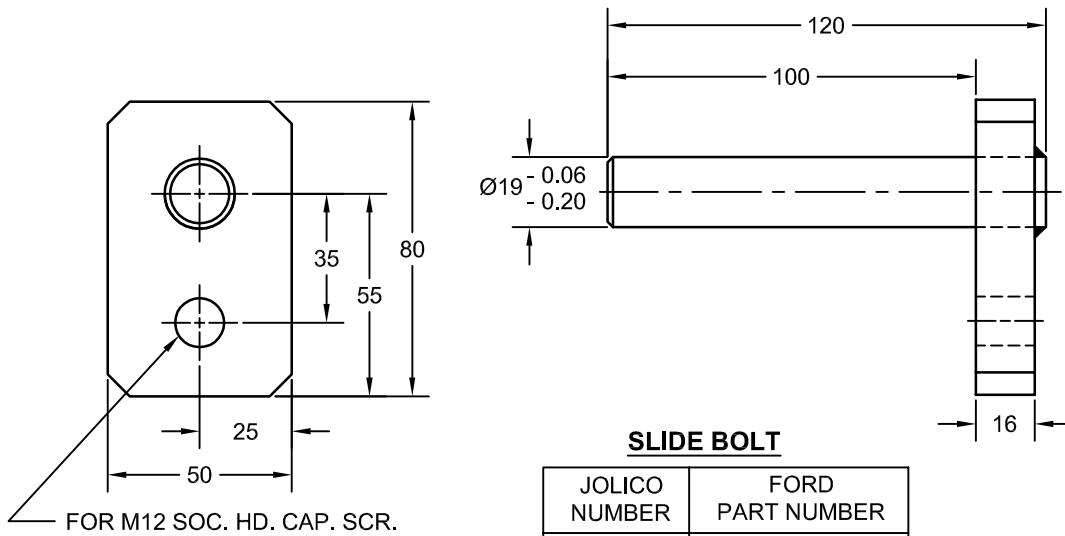 120
100
Ø19 - 0.06
- 0.20
35
55
80
25
50
16
FOR M12 SOC. HD. CAP. SCR.
SLIDE BOLT
JOLICO
NUMBER
FORD
PART NUMBER